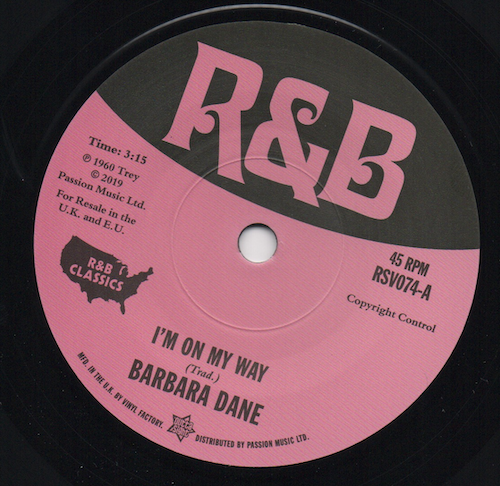 R&B
Time: 3:15
℗ 1960 Trey
© 2019
Passion Music Ltd.
For Resale in the
U.K. and E.U.
45 RPM
RSV074-A
Copyright Control
R&B
CLASSICS
I'M ON MY WAY
(Trad.)
BARBARA DANE
MFD. IN THE U.K. BY VINYL FACTORY.
DISTRIBUTED BY PASSION MUSIC LTD.